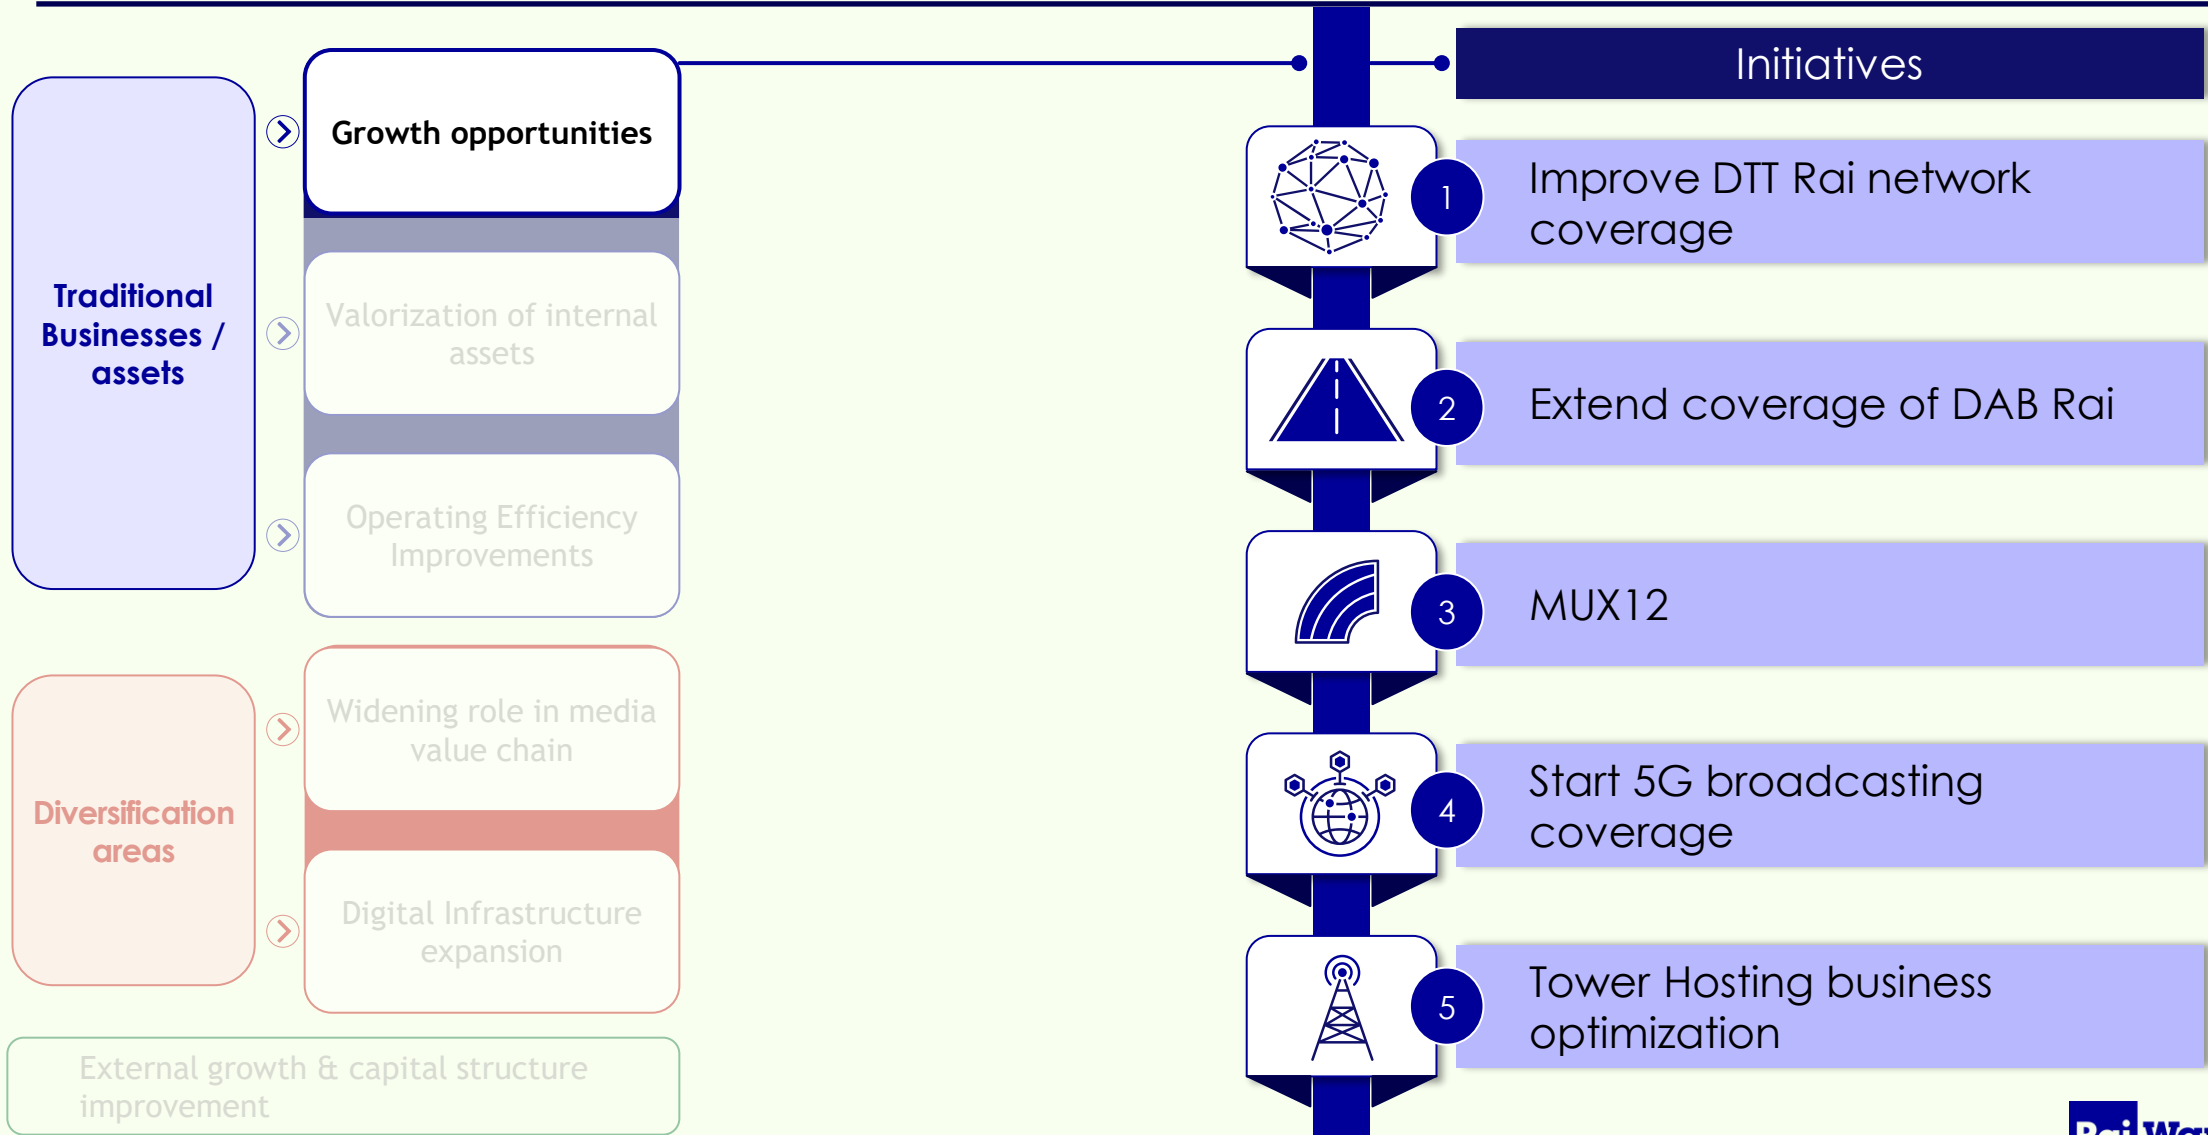 Initiatives
Traditional
Businesses /
assets
Growth opportunities
Valorization of internal
assets
Operating Efficiency
Improvements
Diversification
areas
Widening role in media
value chain
Digital Infrastructure
expansion
External growth & capital structure
improvement
1
Improve DTT Rai network
coverage
2
Extend coverage of DAB Rai
3
MUX12
4
Start 5G broadcasting
coverage
5
Tower Hosting business
optimization
Rai